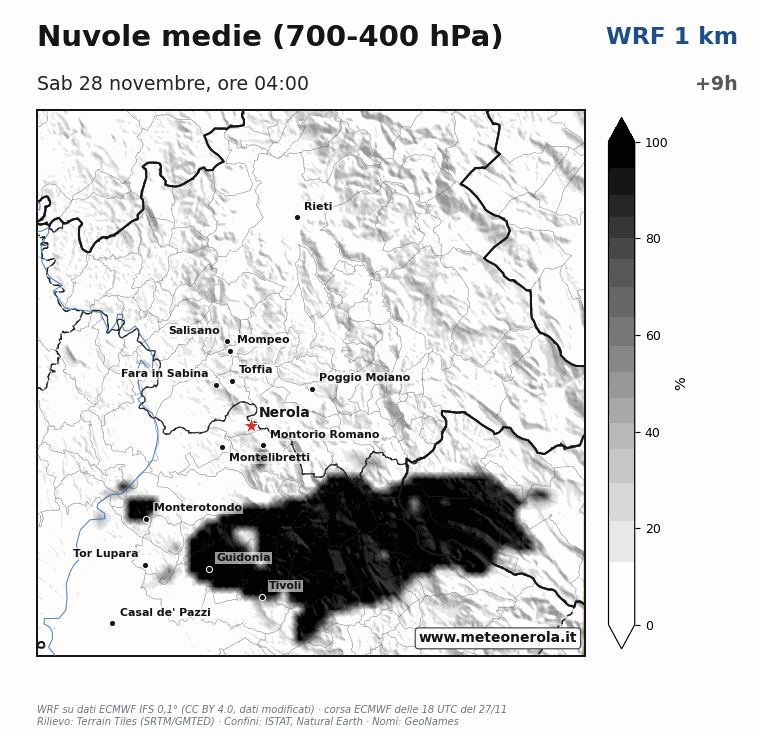 Nuvole medie (700-400 hPa)
WRF 1 km
Sab 28 novembre, ore 04:00
+9h
Rieti
Salisano
Mompeo
Fara in Sabina
Toffia
Poggio Moiano
Nerola
Montorio Romano
Montelibretti
Monterotondo
Tor Lupara
Guidonia
Tivoli
Casal de' Pazzi
www.meteonerola.it
100
80
60
40
20
0
%
WRF su dati ECMWF IFS 0,1° (CC BY 4.0, dati modificati) · corsa ECMWF delle 18 UTC del 27/11
Rilievo: Terrain Tiles (SRTM/GMTED) · Confini: ISTAT, Natural Earth · Nomi: GeoNames